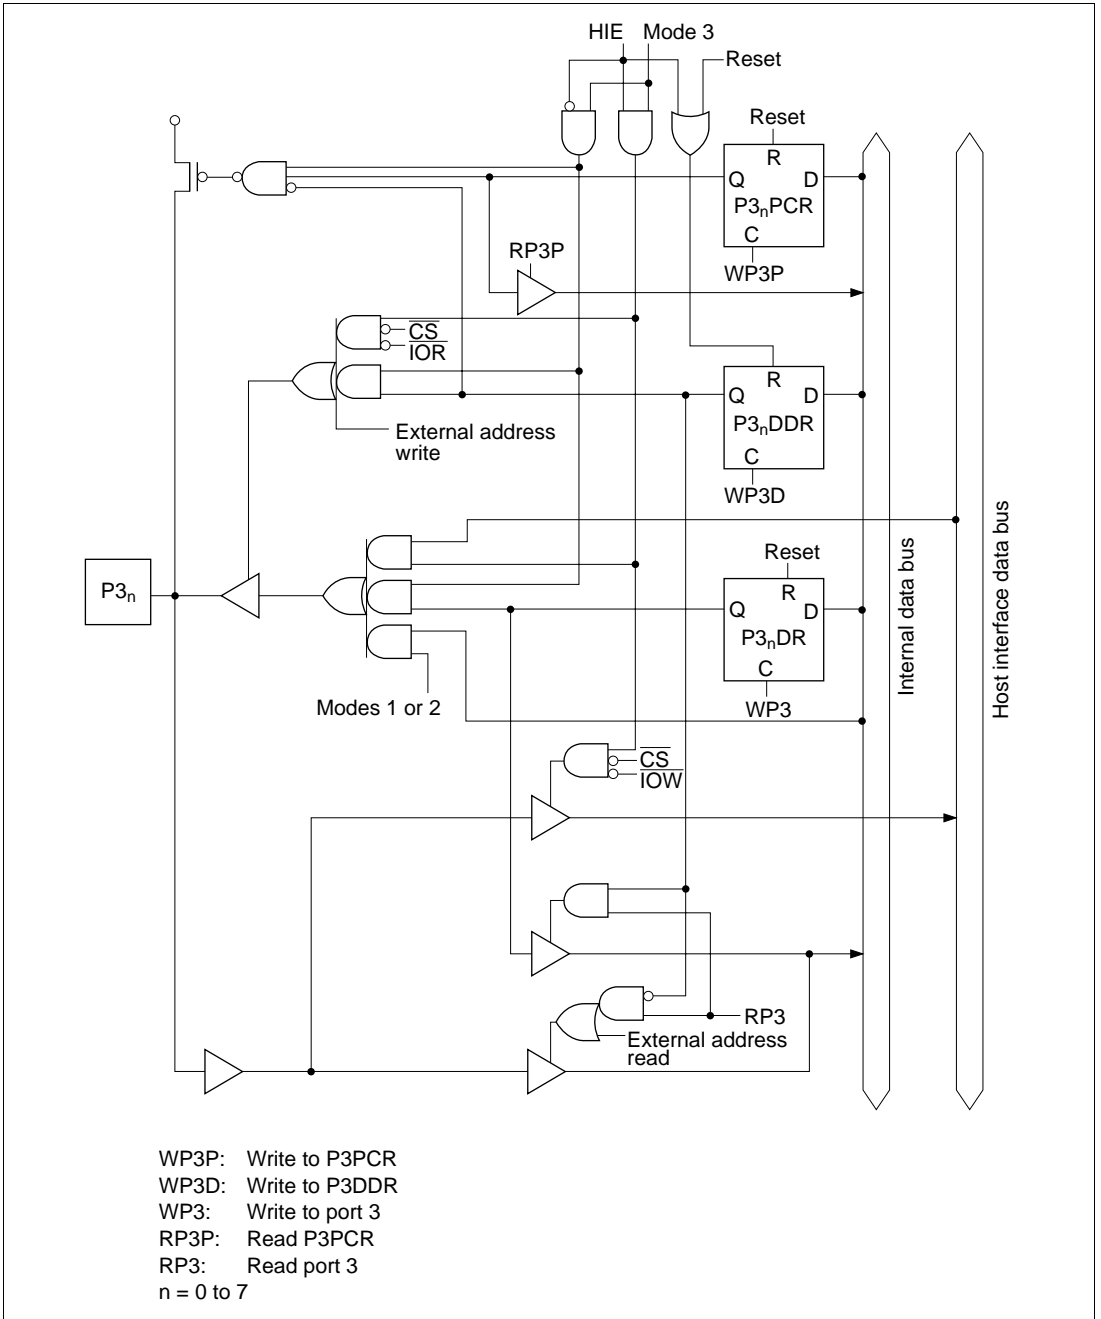 HIE Mode 3
Reset
Reset
R
Q D
P3nPCR
C
RP3P
WP3P
CS
IOR
R
Q D
P3nDDR
C
External address
write
WP3D
Reset
P3n
R
Q D
P3nDR
C
Modes 1 or 2
WP3
Internal data bus
Host interface data bus
CS
IOW
RP3
External address
read
WP3P: Write to P3PCR
WP3D: Write to P3DDR
WP3: Write to port 3
RP3P: Read P3PCR
RP3: Read port 3
n = 0 to 7